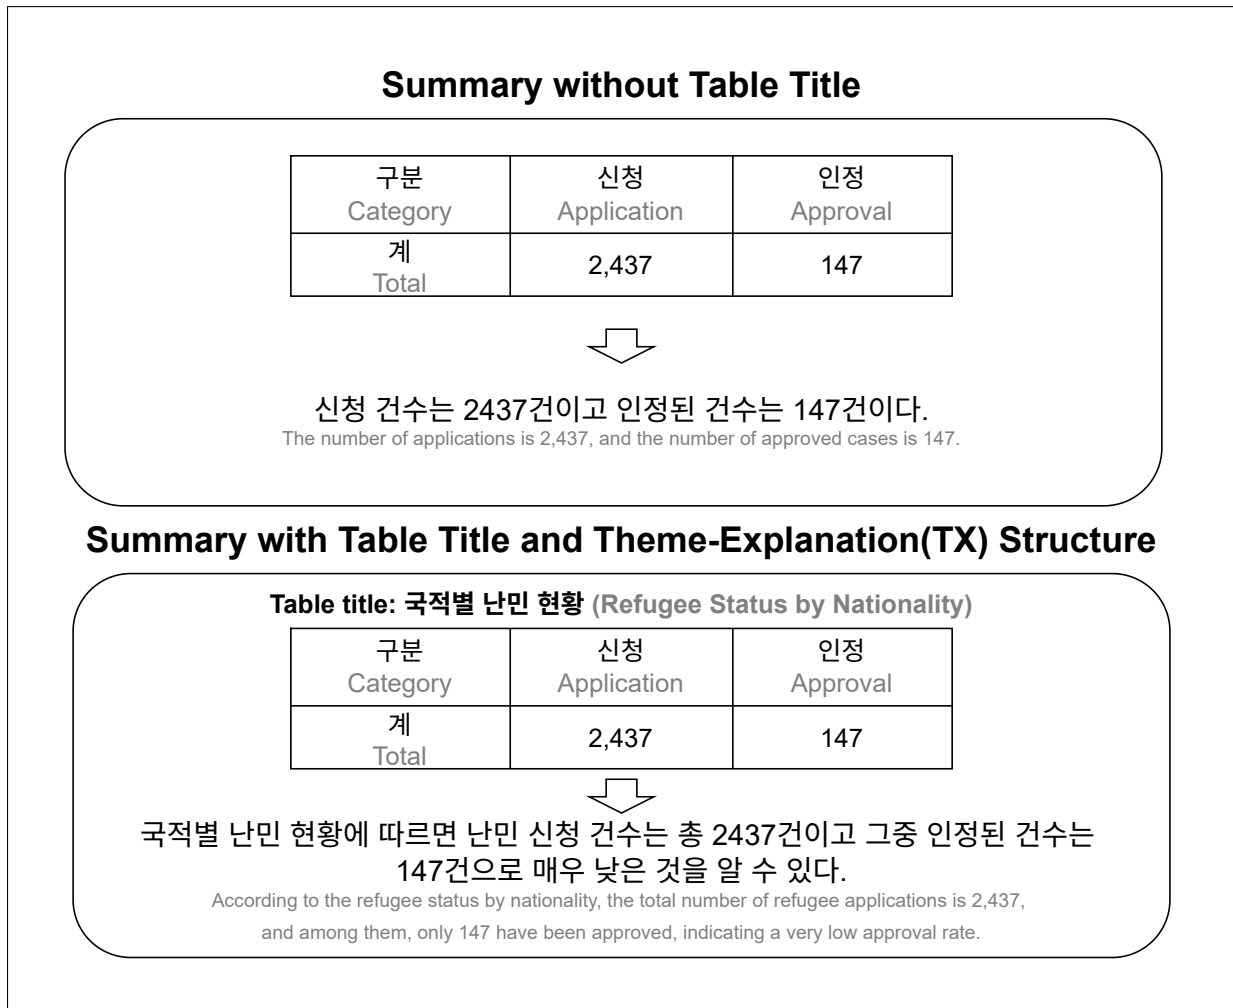 Summary without Table Title
구분 신청 인정
Category Application Approval
계 2,437 147
Total
신청 건수는 2437건이고 인정된 건수는 147건이다.
The number of applications is 2,437, and the number of approved cases is 147.
Summary with Table Title and Theme-Explanation(TX) Structure
Table title: 국적별 난민 현황 (Refugee Status by Nationality)
구분 신청 인정
Category Application Approval
계 2,437 147
Total
국적별 난민 현황에 따르면 난민 신청 건수는 총 2437건이고 그중 인정된 건수는
147건으로 매우 낮은 것을 알 수 있다.
According to the refugee status by nationality, the total number of refugee applications is 2,437,
and among them, only 147 have been approved, indicating a very low approval rate.